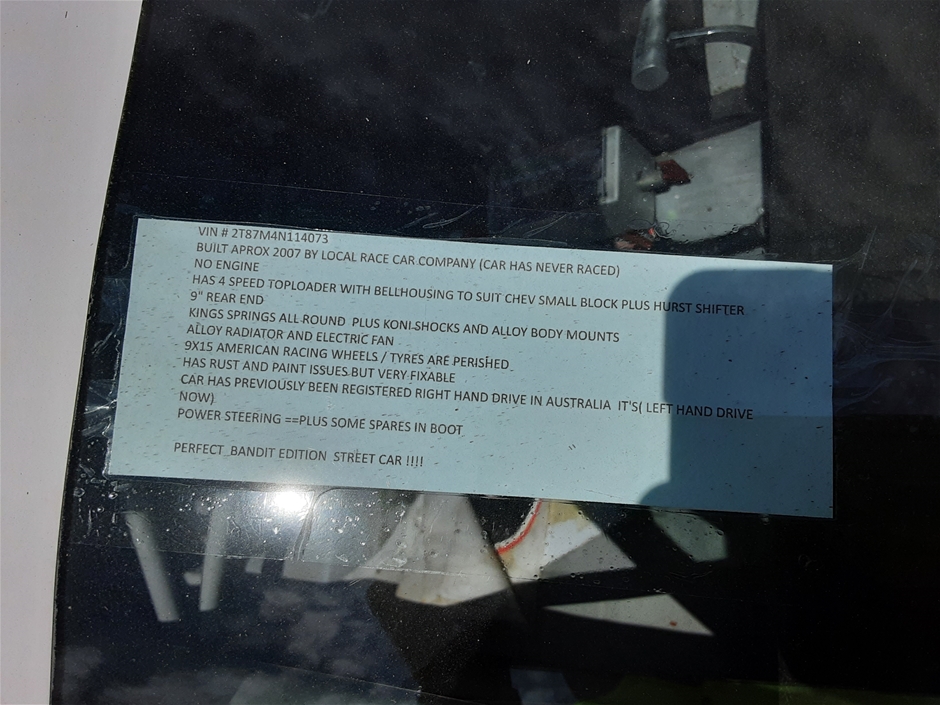 VIN # 2T87M4N114073
BUILT APROX 2007 BY LOCAL RACE CAR COMPANY (CAR HAS NEVER RACED)
NO ENGINE
HAS 4 SPEED TOPLOADER WITH BELLHOUSING TO SUIT CHEV SMALL BLOCK PLUS HURST SHIFTER
9" REAR END
KINGS SPRINGS ALL ROUND PLUS KONI SHOCKS AND ALLOY BODY MOUNTS
ALLOY RADIATOR AND ELECTRIC FAN
9X15 AMERICAN RACING WHEELS / TYRES ARE PERISHED
HAS RUST AND PAINT ISSUES BUT VERY FIXABLE
CAR HAS PREVIOUSLY BEEN REGISTERED RIGHT HAND DRIVE IN AUSTRALIA IT'S( LEFT HAND DRIVE
NOW)
POWER STEERING ==PLUS SOME SPARES IN BOOT
PERFECT BANDIT EDITION STREET CAR !!!!